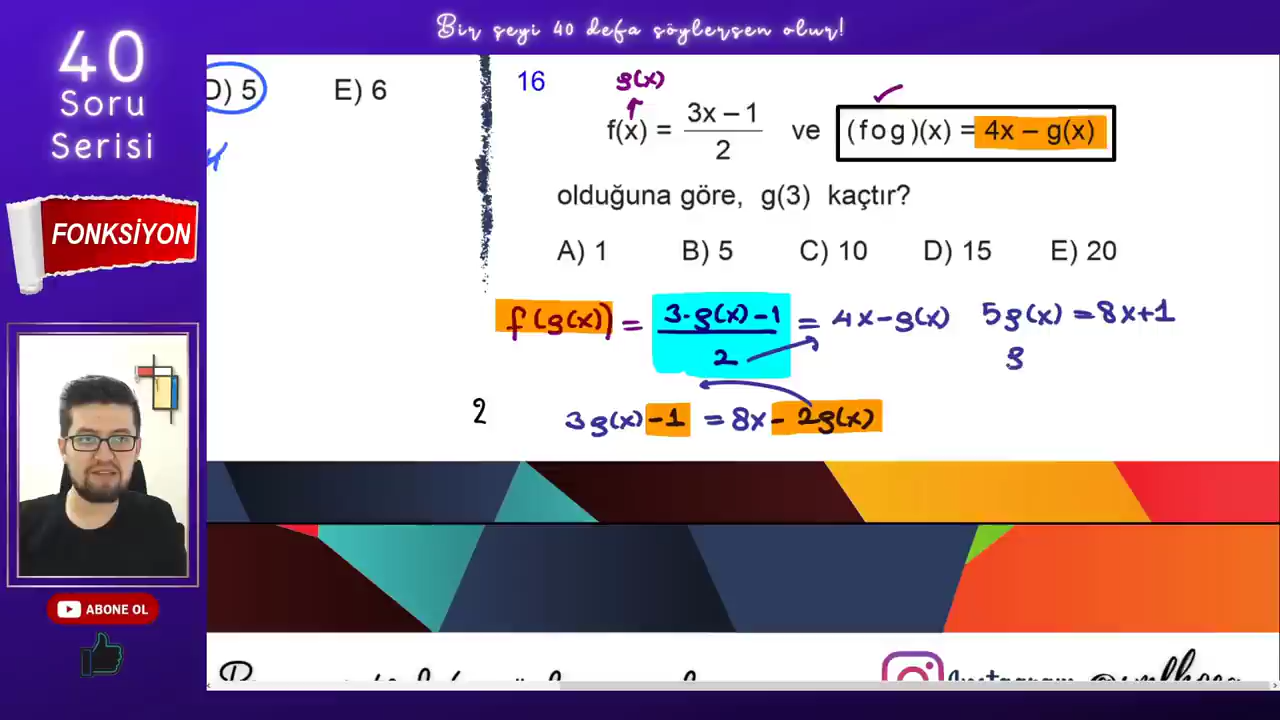 Bir şeyi 40 defa söylersen olur!
40
Soru
Serisi
FONKSİYON
ABONE OL
D) 5 E) 6
16
g(x)
f(x) = 3x – 1 / 2 ve (fog)(x) = 4x – g(x)
olduğuna göre, g(3) kaçtır?
A) 1 B) 5 C) 10 D) 15 E) 20
f(g(x)) = 3·g(x) – 1 / 2 = 4x – g(x) 5g(x) = 8x+1
g
2 3g(x) – 1 = 8x – 2g(x)
Instagram